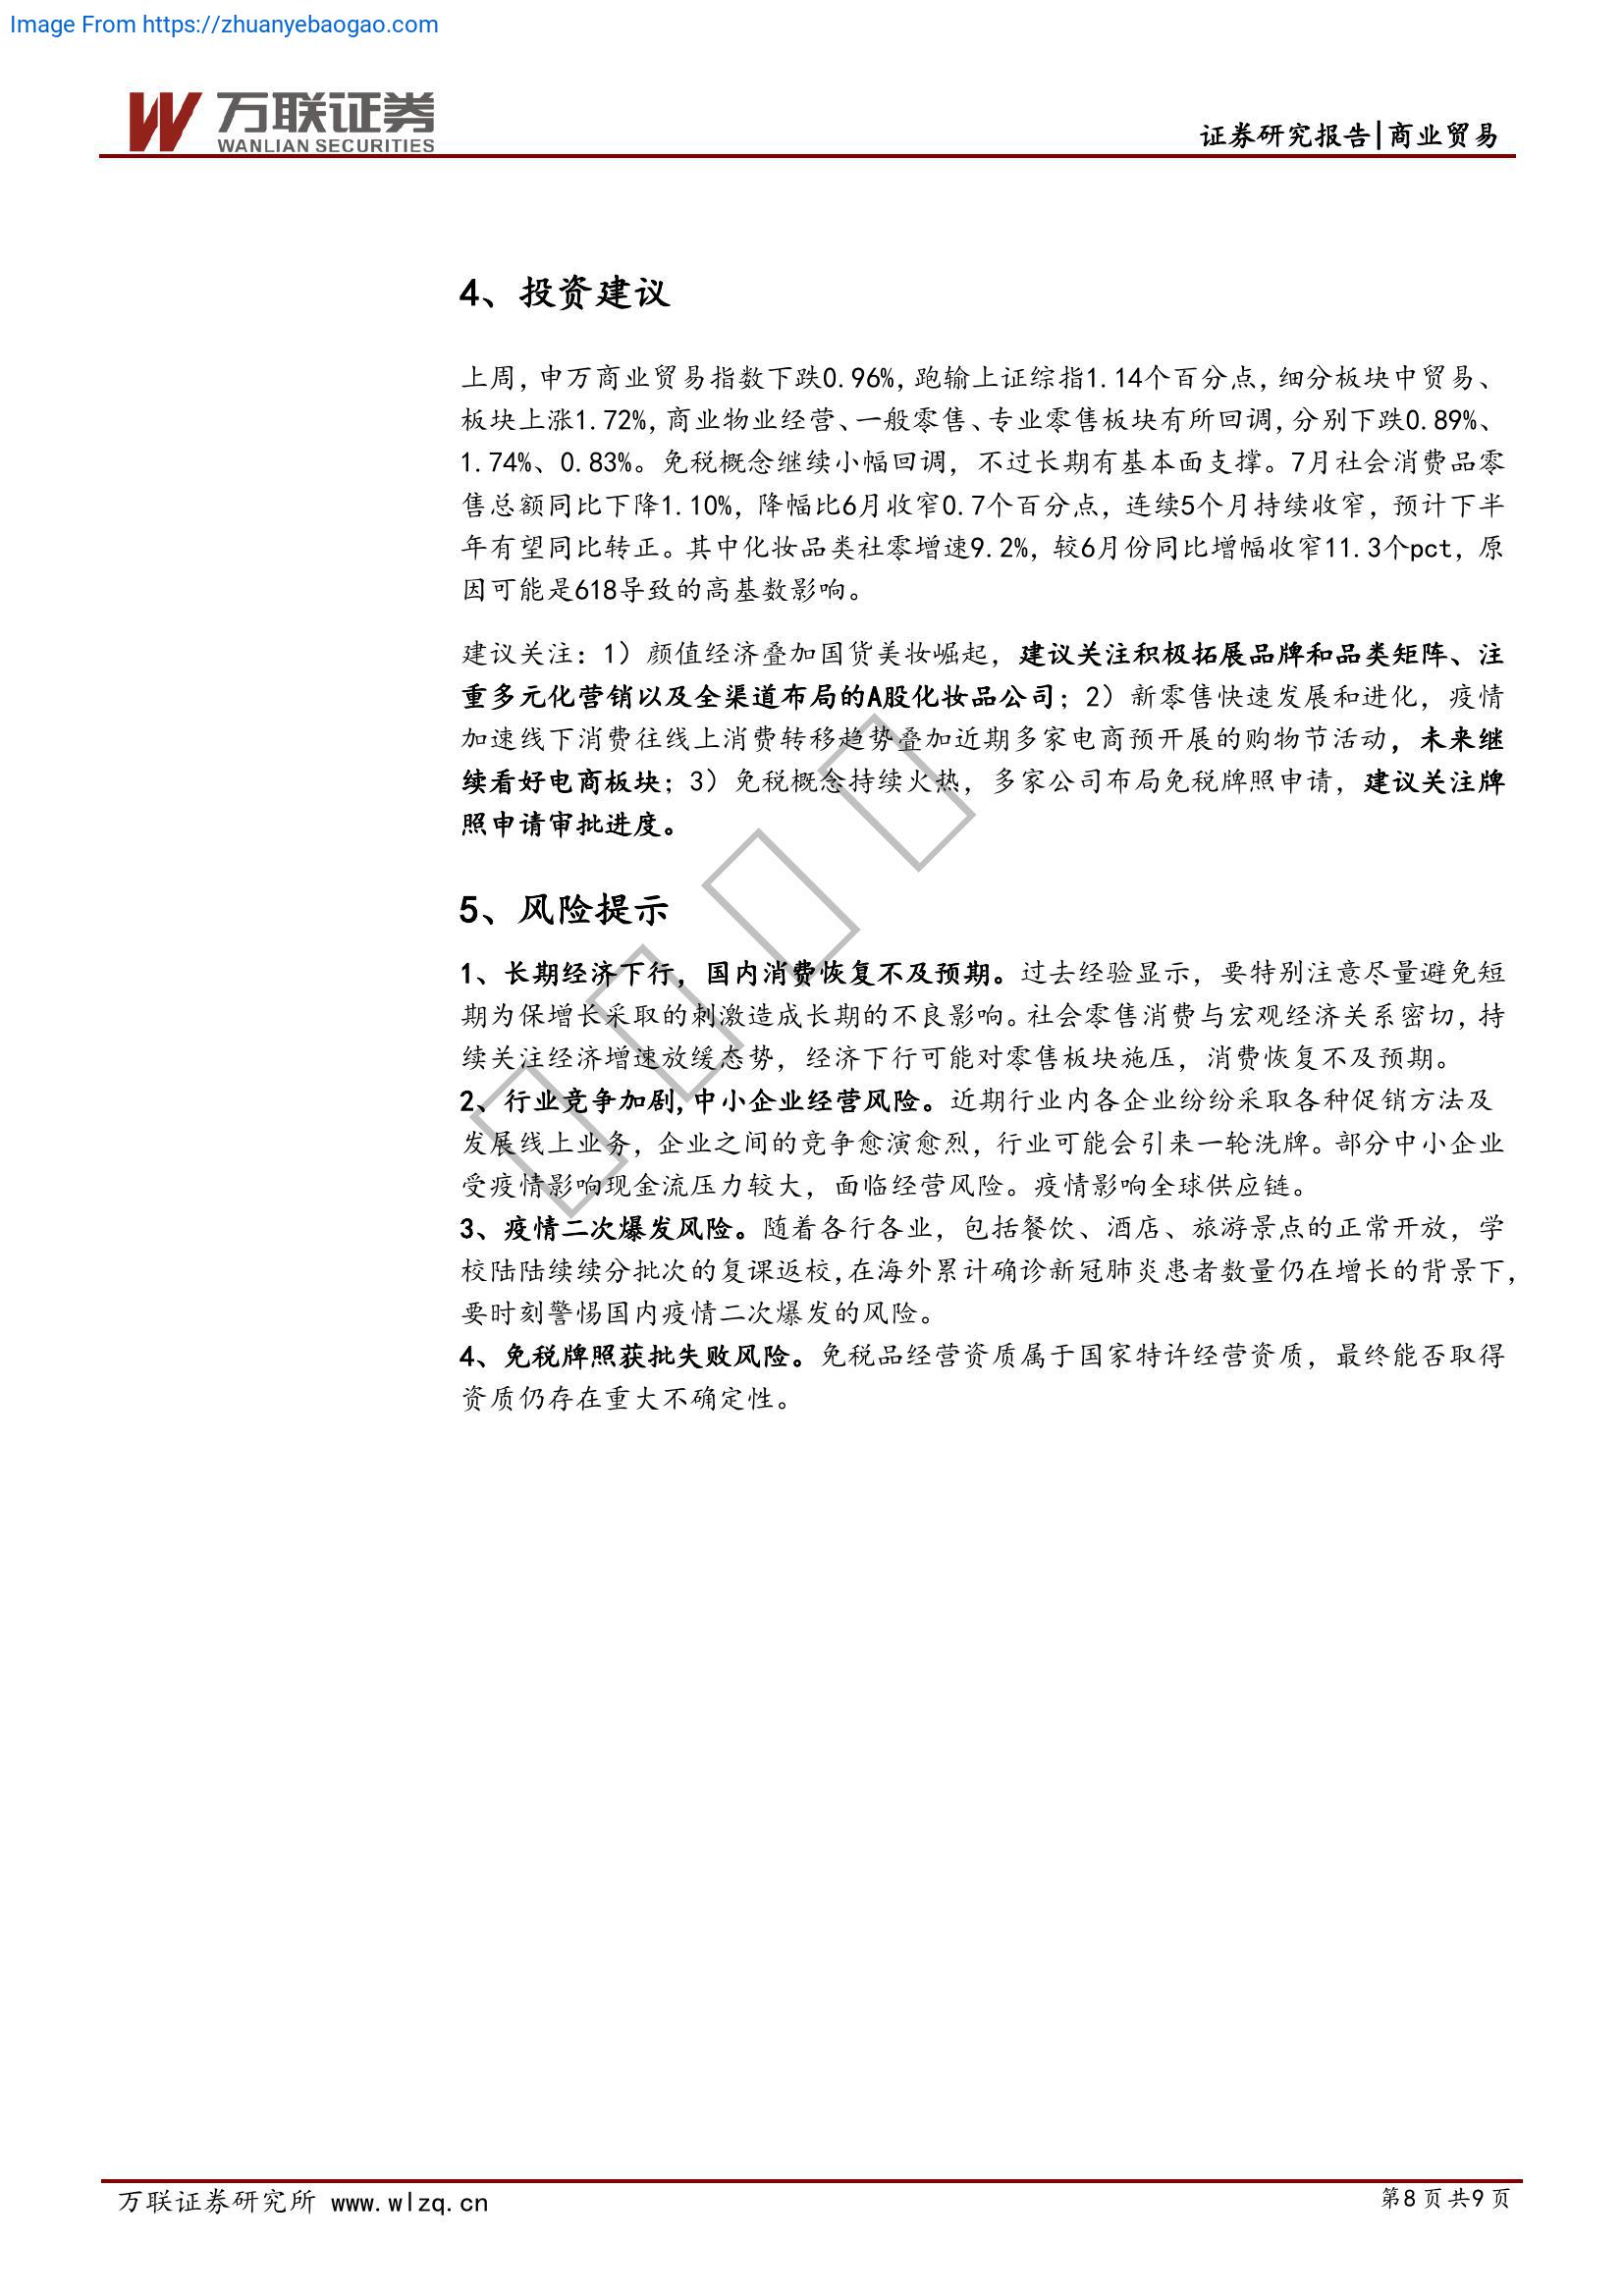 Image From https://zhuanyebaogao.com
万联证券
WANLIAN SECURITIES
证券研究报告|商业贸易
4、投资建议
上周,申万商业贸易指数下跌0.96%,跑输上证综指1.14个百分点,细分板块中贸易、
板块上涨1.72%,商业物业经营、一般零售、专业零售板块有所回调,分别下跌0.89%、
1.74%、0.83%。免税概念继续小幅回调，不过长期有基本面支撑。7月社会消费品零
售总额同比下降1.10%，降幅比6月收窄0.7个百分点，连续5个月持续收窄，预计下半
年有望同比转正。其中化妆品类社零增速9.2%，较6月份同比增幅收窄11.3个pct，原
因可能是618导致的高基数影响。
建议关注：1）颜值经济叠加国货美妆崛起，建议关注积极拓展品牌和品类矩阵、注
重多元化营销以及全渠道布局的A股化妆品公司；2）新零售快速发展和进化，疫情
加速线下消费往线上消费转移趋势叠加近期多家电商预开展的购物节活动，未来继
续看好电商板块；3）免税概念持续火热，多家公司布局免税牌照申请，建议关注牌
照申请审批进度。
5、风险提示
1、长期经济下行，国内消费恢复不及预期。过去经验显示，要特别注意尽量避免短
期为保增长采取的刺激造成长期的不良影响。社会零售消费与宏观经济关系密切,持
续关注经济增速放缓态势，经济下行可能对零售板块施压，消费恢复不及预期。
2、行业竞争加剧,中小企业经营风险。近期行业内各企业纷纷采取各种促销方法及
发展线上业务，企业之间的竞争愈演愈烈，行业可能会引来一轮洗牌。部分中小企业
受疫情影响现金流压力较大，面临经营风险。疫情影响全球供应链。
3、疫情二次爆发风险。随着各行各业，包括餐饮、酒店、旅游景点的正常开放，学
校陆陆续续分批次的复课返校,在海外累计确诊新冠肺炎患者数量仍在增长的背景下,
要时刻警惕国内疫情二次爆发的风险。
4、免税牌照获批失败风险。免税品经营资质属于国家特许经营资质，最终能否取得
资质仍存在重大不确定性。
万联证券研究所 www.wlzq.cn
第8页共9页